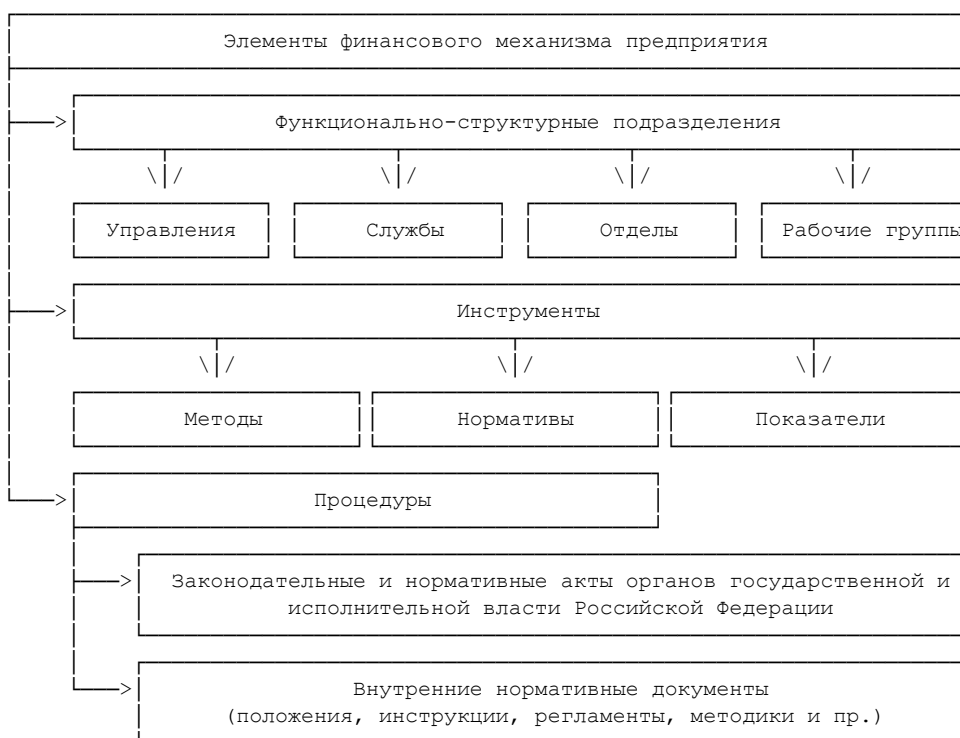 Элементы финансового механизма предприятия
Функционально-структурные подразделения
Управления Службы Отделы Рабочие группы
Инструменты
Методы Нормативы Показатели
Процедуры
Законодательные и нормативные акты органов государственной и
исполнительной власти Российской Федерации
Внутренние нормативные документы
(положения, инструкции, регламенты, методики и пр.)